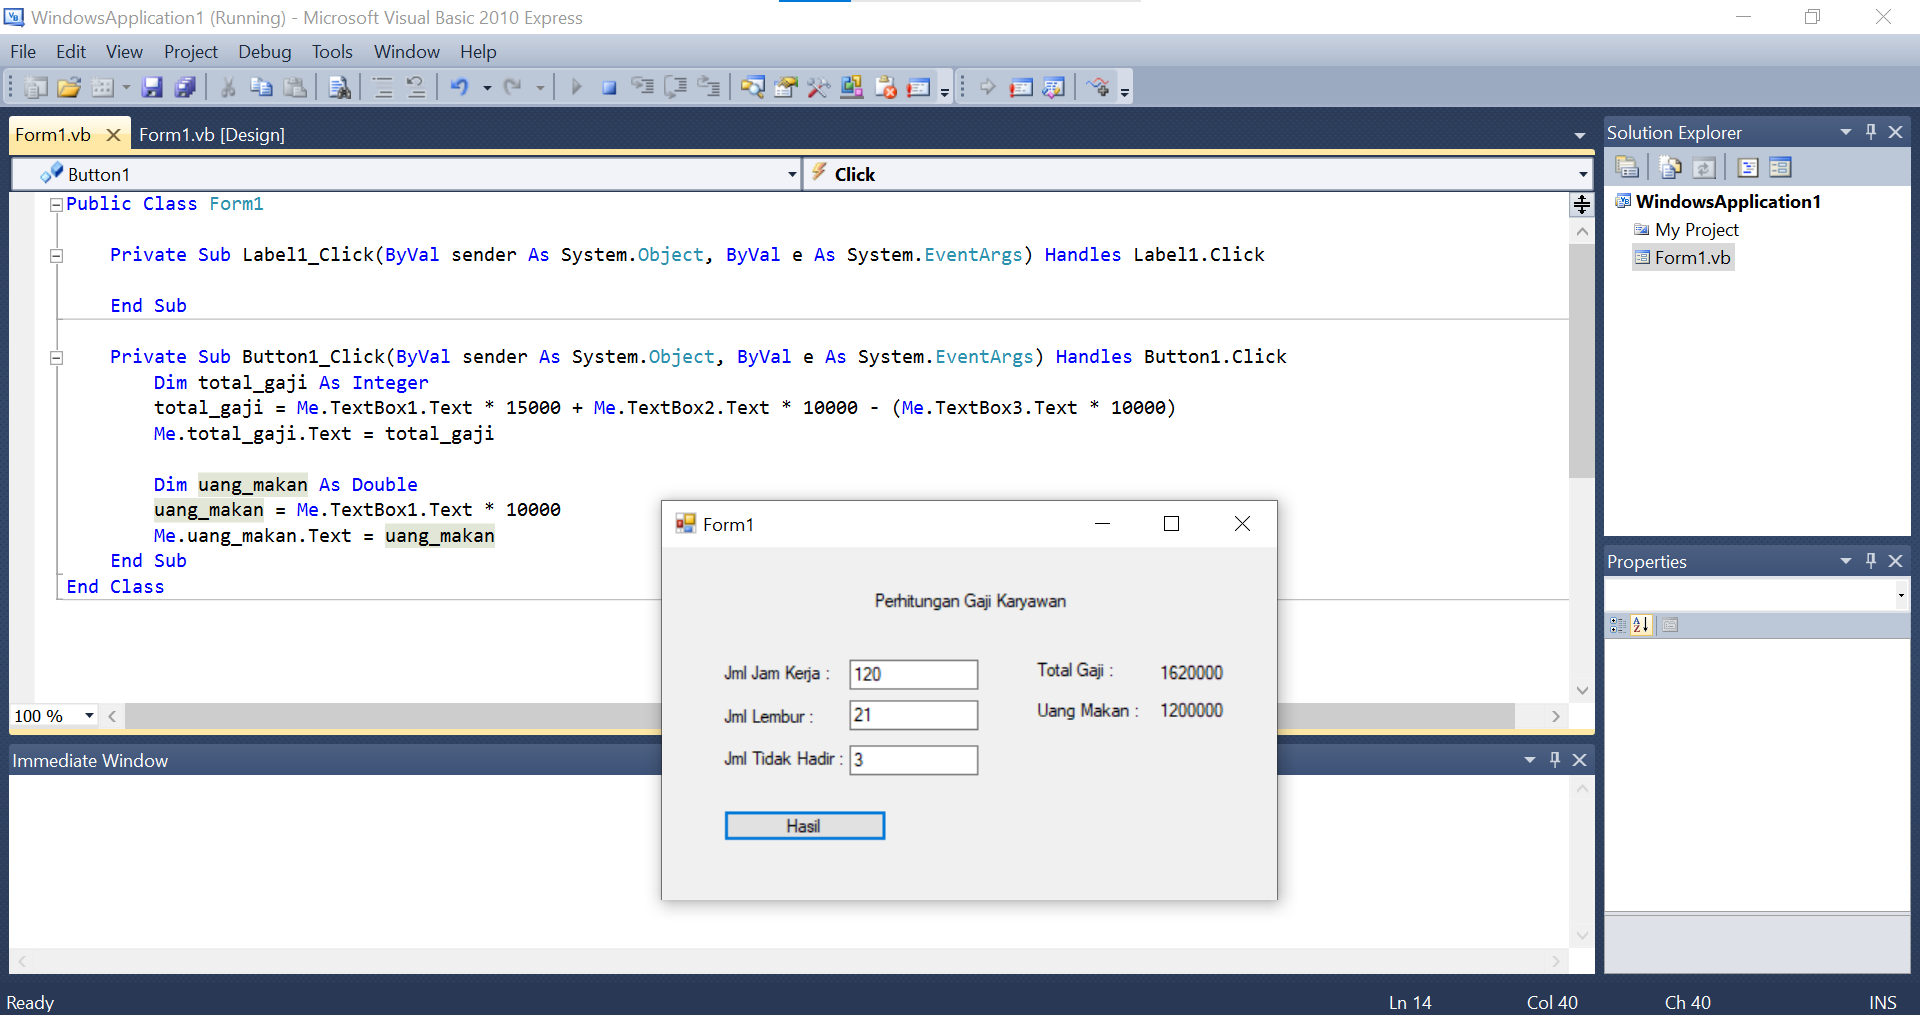 WindowsApplication1 (Running) - Microsoft Visual Basic 2010 Express
File Edit View Project Debug Tools Window Help
Form1.vb Form1.vb [Design]
Button1 Click
Public Class Form1
Private Sub Label1_Click(ByVal sender As System.Object, ByVal e As System.EventArgs) Handles Label1.Click
End Sub
Private Sub Button1_Click(ByVal sender As System.Object, ByVal e As System.EventArgs) Handles Button1.Click
Dim total_gaji As Integer
total_gaji = Me.TextBox1.Text * 15000 + Me.TextBox2.Text * 10000 - (Me.TextBox3.Text * 10000)
Me.total_gaji.Text = total_gaji
Dim uang_makan As Double
uang_makan = Me.TextBox1.Text * 10000
Me.uang_makan.Text = uang_makan
End Sub
End Class
100 %
Form1
Perhitungan Gaji Karyawan
Jml Jam Kerja : 120 Total Gaji : 1620000
Jml Lembur : 21 Uang Makan : 1200000
Jml Tidak Hadir : 3
Hasil
Immediate Window
Solution Explorer
WindowsApplication1
My Project
Form1.vb
Properties
Ready Ln 14 Col 40 Ch 40 INS